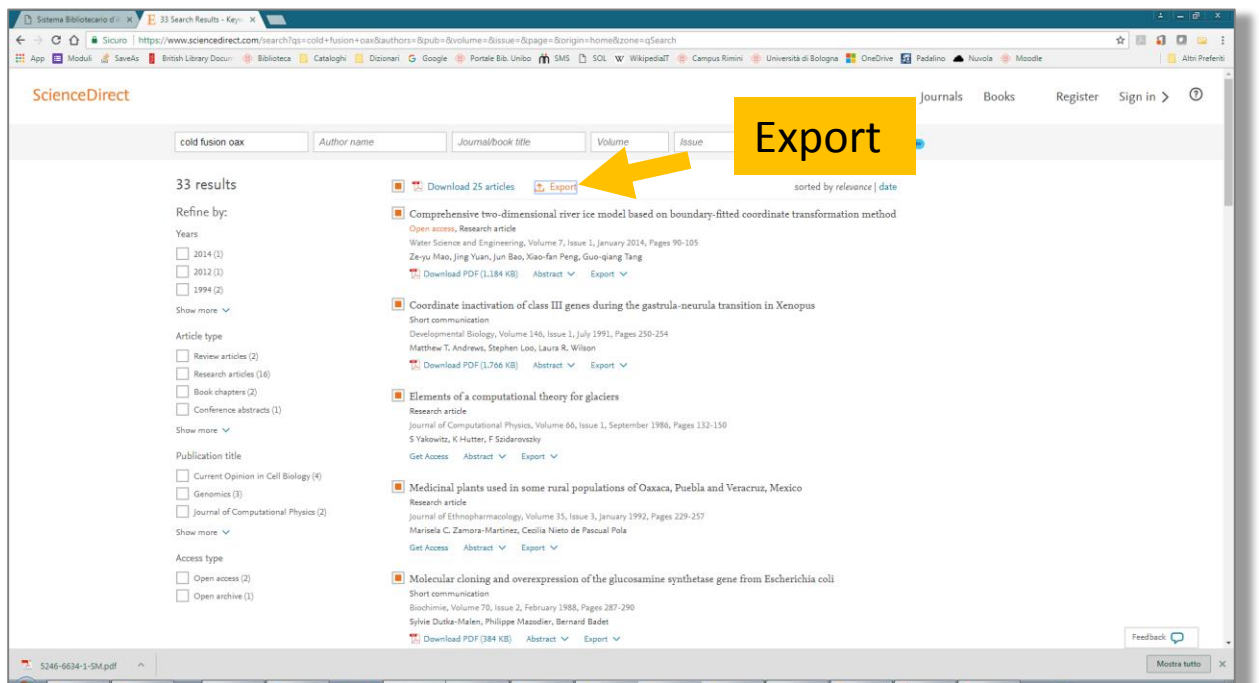 Sistema Bibliotecario d'
33 Search Results - Key
Sicuro https://www.sciencedirect.com/search?qs=cold+fusion+oax&authors=&pub=&volume=&issue=&page=&origin=home&zone=qSearch
App Moduli SaveAs British Library Docum Biblioteca Cataloghi Dizionari Google Portale Bib. Unibo SMS SOL WikipediaIT Campus Rimini Università di Bologna OneDrive Padalino Nuvola Moodle Altri Preferiti
ScienceDirect
Journals Books Register Sign in
cold fusion oax Author name Journal/book title Volume Issue
Export
33 results
Download 25 articles Export sorted by relevance | date
Refine by:
Years
2014 (1)
2012 (1)
1994 (2)
Show more
Article type
Review articles (2)
Research articles (16)
Book chapters (2)
Conference abstracts (1)
Show more
Publication title
Current Opinion in Cell Biology (4)
Genomics (3)
Journal of Computational Physics (2)
Show more
Access type
Open access (2)
Open archive (1)
Comprehensive two-dimensional river ice model based on boundary-fitted coordinate transformation method
Open access, Research article
Water Science and Engineering, Volume 7, Issue 1, January 2014, Pages 90-105
Ze-yu Mao, Jing Yuan, Jun Bao, Xiao-fan Peng, Guo-qiang Tang
Download PDF (1.184 KB) Abstract Export
Coordinate inactivation of class III genes during the gastrula-neurula transition in Xenopus
Short communication
Developmental Biology, Volume 146, Issue 1, July 1991, Pages 250-254
Matthew T. Andrews, Stephen Loo, Laura R. Wilson
Download PDF (1.766 KB) Abstract Export
Elements of a computational theory for glaciers
Research article
Journal of Computational Physics, Volume 66, Issue 1, September 1986, Pages 132-150
S Yakowitz, K Hutter, F Szidarovszky
Get Access Abstract Export
Medicinal plants used in some rural populations of Oaxaca, Puebla and Veracruz, Mexico
Research article
Journal of Ethnopharmacology, Volume 35, Issue 3, January 1992, Pages 229-257
Marisela C. Zamora-Martinez, Cecilia Nieto de Pascual Pola
Get Access Abstract Export
Molecular cloning and overexpression of the glucosamine synthetase gene from Escherichia coli
Short communication
Biochimie, Volume 70, Issue 2, February 1988, Pages 287-290
Sylvie Dutka-Malen, Philippe Mazodier, Bernard Badet
Download PDF (384 KB) Abstract Export
Feedback
5246-6634-1-SM.pdf
Mostra tutto